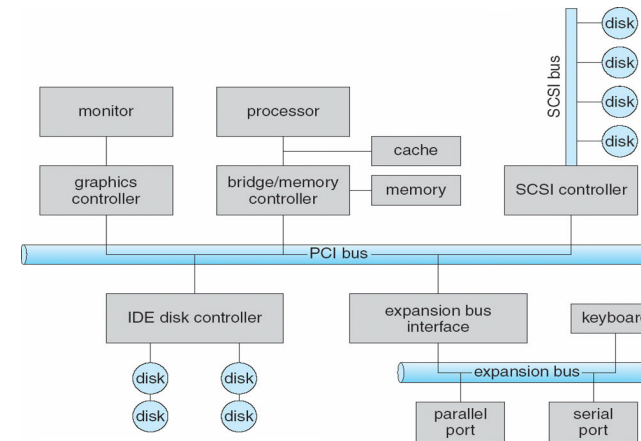 disk
disk
disk
disk
SCSI bus
monitor
processor
cache
graphics
controller
bridge/memory
controller
memory
SCSI controller
PCI bus
IDE disk controller
expansion bus
interface
keyboard
disk
disk
disk
disk
expansion bus
parallel
port
serial
port